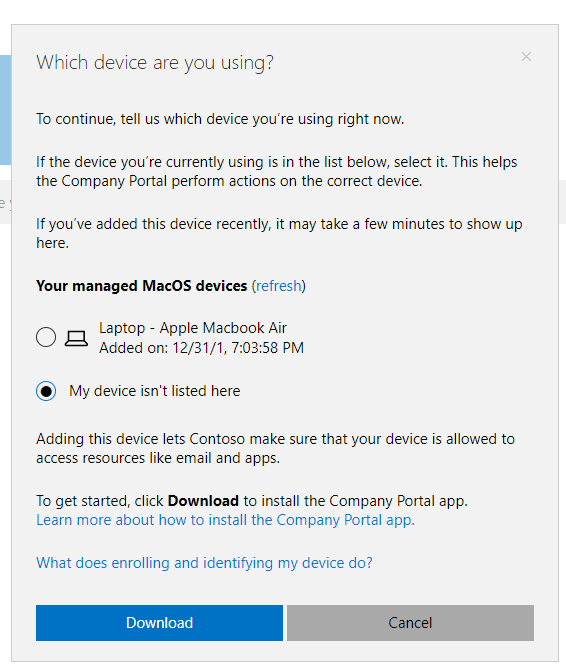 Which device are you using?
To continue, tell us which device you’re using right now.
If the device you’re currently using is in the list below, select it. This helps
the Company Portal perform actions on the correct device.
If you’ve added this device recently, it may take a few minutes to show up
here.
Your managed MacOS devices (refresh)
Laptop - Apple Macbook Air
Added on: 12/31/1, 7:03:58 PM
My device isn't listed here
Adding this device lets Contoso make sure that your device is allowed to
access resources like email and apps.
To get started, click Download to install the Company Portal app.
Learn more about how to install the Company Portal app.
What does enrolling and identifying my device do?
Download
Cancel